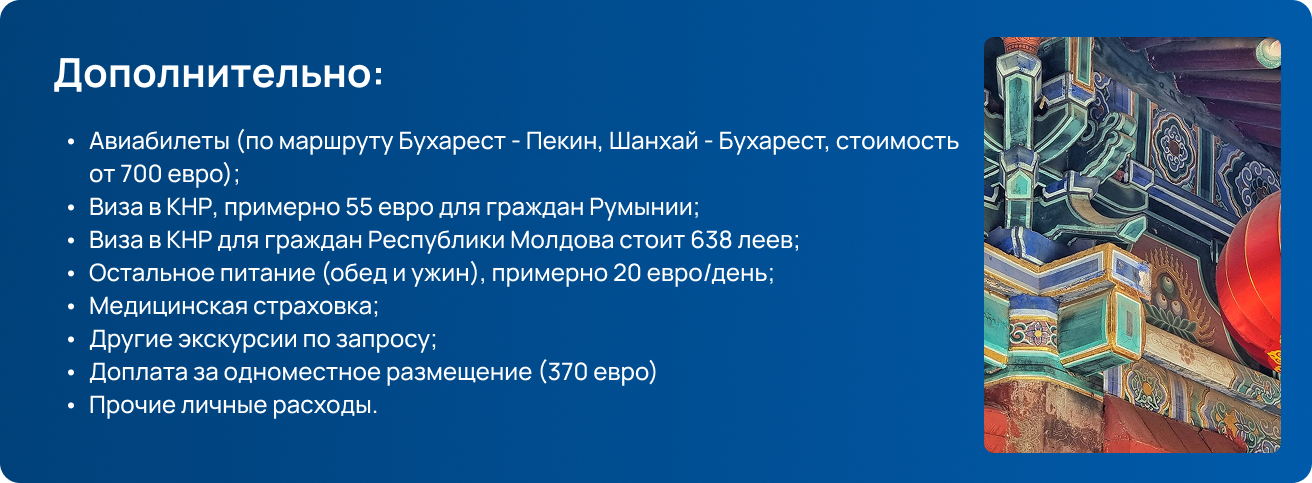 Дополнительно:
• Авиабилеты (по маршруту Бухарест - Пекин, Шанхай - Бухарест, стоимость
от 700 евро);
• Виза в КНР, примерно 55 евро для граждан Румынии;
• Виза в КНР для граждан Республики Молдова стоит 638 леев;
• Остальное питание (обед и ужин), примерно 20 евро/день;
• Медицинская страховка;
• Другие экскурсии по запросу;
• Доплата за одноместное размещение (370 евро)
• Прочие личные расходы.